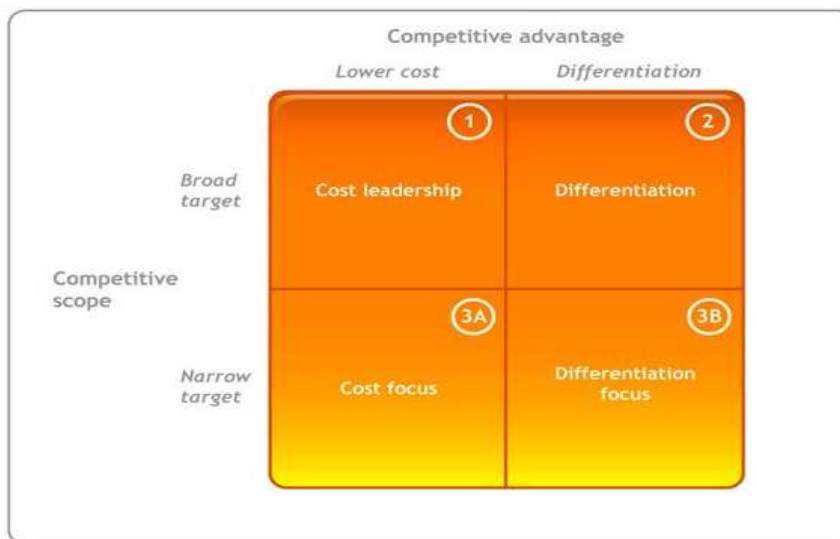 Competitive advantage
Lower cost
Differentiation
1
2
Broad
target
Cost leadership
Differentiation
Competitive
scope
3A
3B
Narrow
target
Cost focus
Differentiation
focus